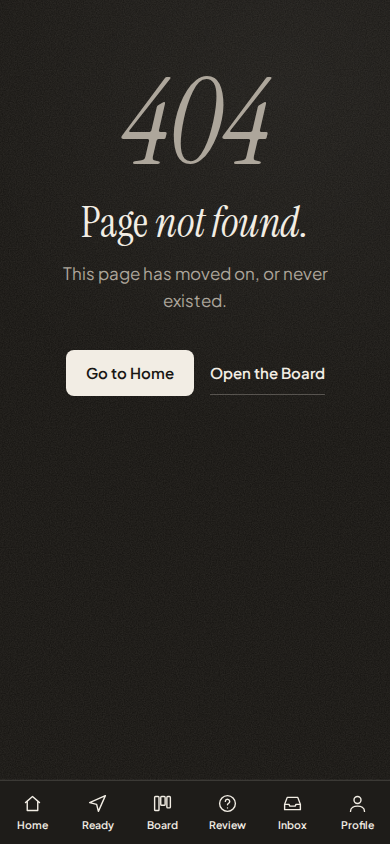 404
Page not found.
This page has moved on, or never
existed.
Go to Home
Open the Board
Home
Ready
Board
Review
Inbox
Profile